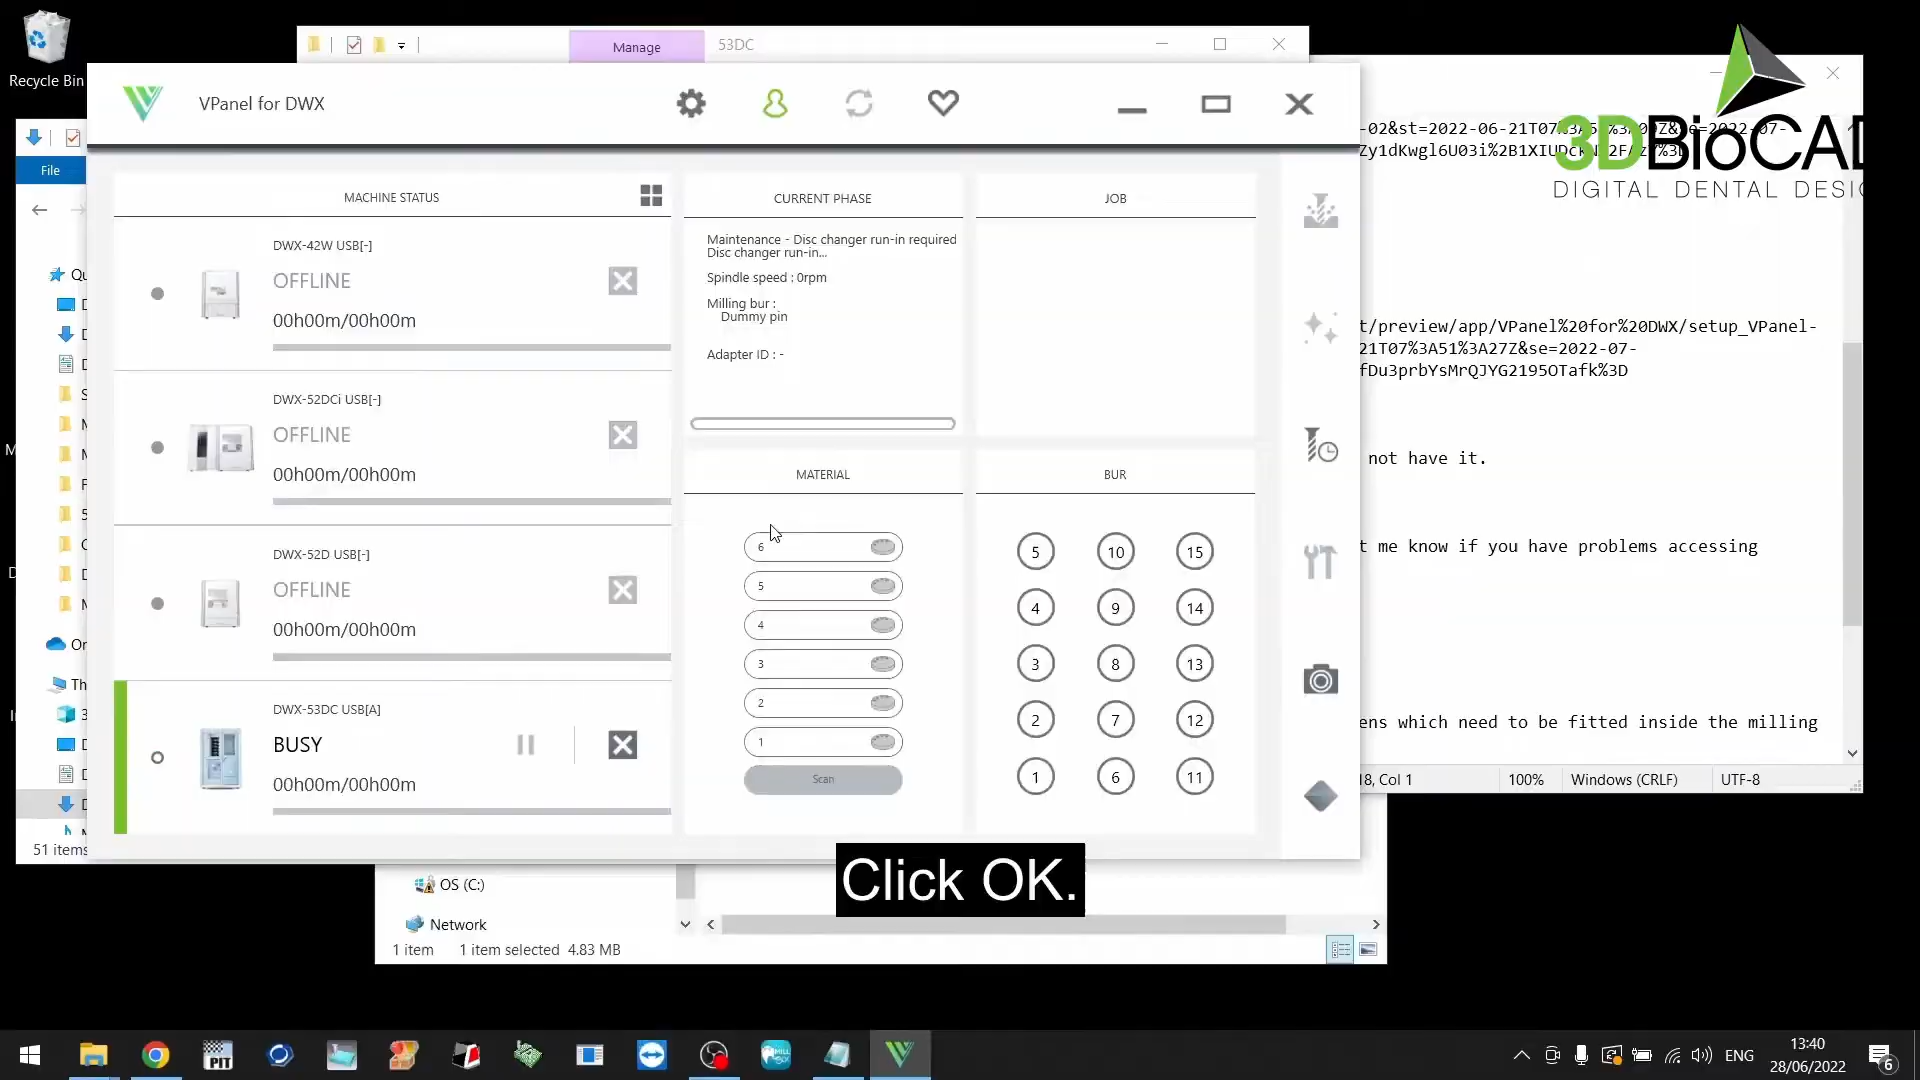 Recycle Bin
Manage
53DC
VPanel for DWX
File
MACHINE STATUS
DWX-42W USB[-]
OFFLINE
00h00m/00h00m
DWX-52DCi USB[-]
OFFLINE
00h00m/00h00m
DWX-52D USB[-]
OFFLINE
00h00m/00h00m
DWX-53DC USB[A]
BUSY
00h00m/00h00m
CURRENT PHASE
Maintenance - Disc changer run-in required
Disc changer run-in...
Spindle speed : 0rpm
Milling bur :
Dummy pin
Adapter ID : -
JOB
MATERIAL
6
5
4
3
2
1
Scan
BUR
5 10 15
4 9 14
3 8 13
2 7 12
1 6 11
3DBioCAD
DIGITAL DENTAL DESI
t/preview/app/VPanel%20for%20DWX/setup_VPanel-
21T07%3A51%3A27Z&se=2022-07-
fDu3prbYsMrQJYG2195OTafk%3D
not have it.
t me know if you have problems accessing
ens which need to be fitted inside the milling
18, Col 1
100%
Windows (CRLF)
UTF-8
51 items
OS (C:)
Network
1 item 1 item selected 4.83 MB
Click OK.
PIT
ENG
13:40
28/06/2022
6